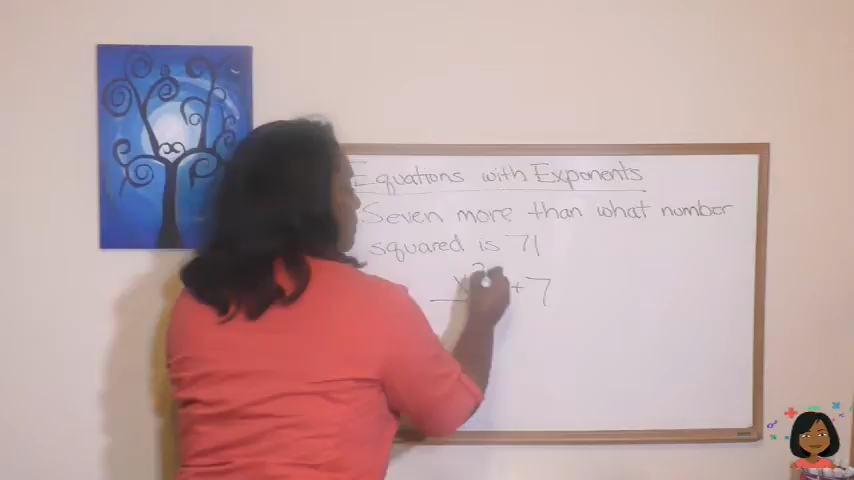 Equations with Exponents
Seven more than what number
squared is 71
x² +7